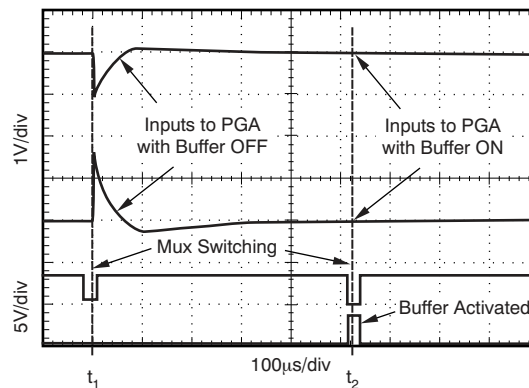 1V/div
Inputs to PGA
with Buffer OFF
Inputs to PGA
with Buffer ON
Mux Switching
5V/div
Buffer Activated
100µs/div
t1
t2